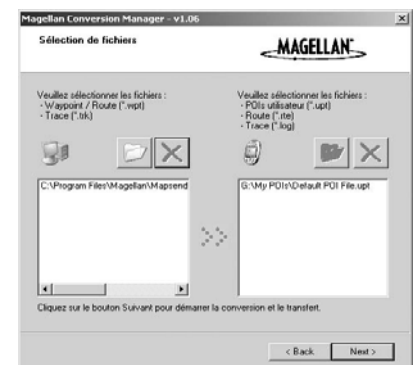 Magellan Conversion Manager - v1.06
Sélection de fichiers
MAGELLAN
Veuillez sélectionner les fichiers :
- Waypoint / Route (*.wpt)
- Trace (*.trk)
Veuillez sélectionner les fichiers :
- POIs utilisateur (*.upt)
- Route (*.rte)
- Trace (*.log)
C:\Program Files\Magellan\Mapsend
G:\My POIs\Default POI File.upt
Cliquez sur le bouton Suivant pour démarrer la conversion et le transfert.
< Back
Next >